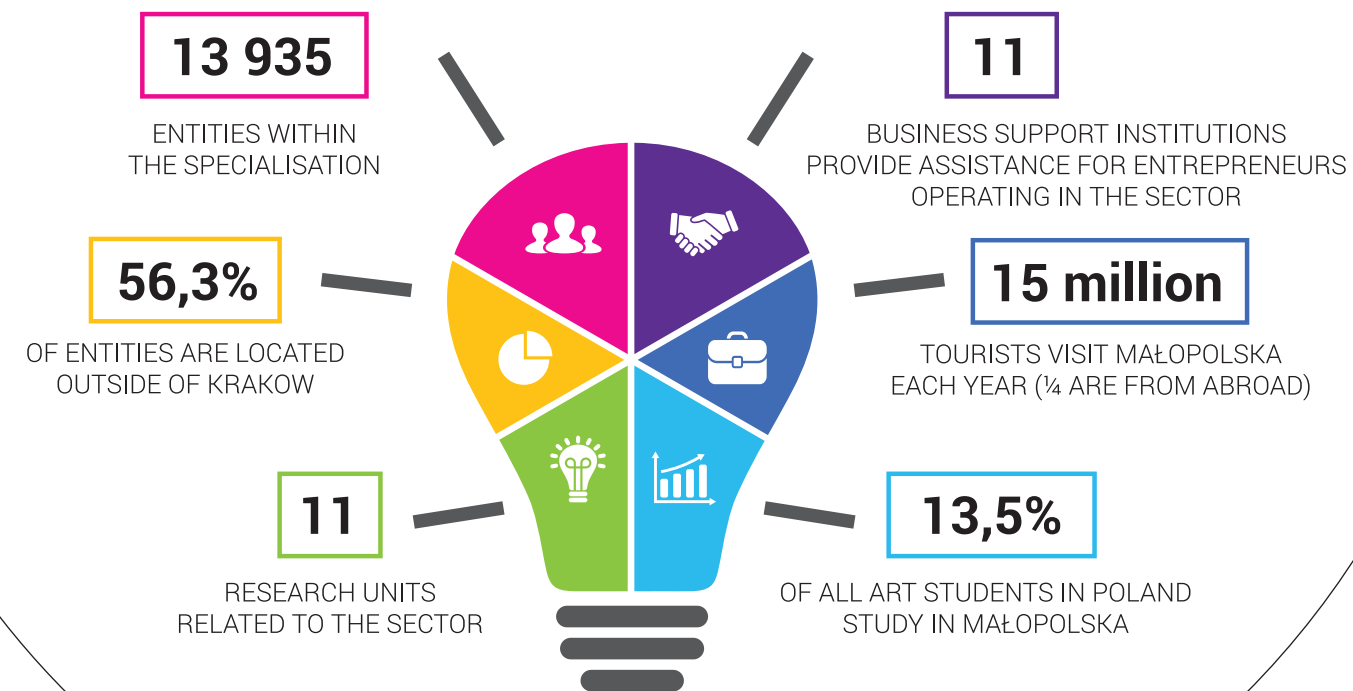 13 935
ENTITIES WITHIN
THE SPECIALISATION
11
BUSINESS SUPPORT INSTITUTIONS
PROVIDE ASSISTANCE FOR ENTREPRENEURS
OPERATING IN THE SECTOR
56,3%
OF ENTITIES ARE LOCATED
OUTSIDE OF KRAKOW
15 million
TOURISTS VISIT MAŁOPOLSKA
EACH YEAR (¼ ARE FROM ABROAD)
11
RESEARCH UNITS
RELATED TO THE SECTOR
13,5%
OF ALL ART STUDENTS IN POLAND
STUDY IN MAŁOPOLSKA